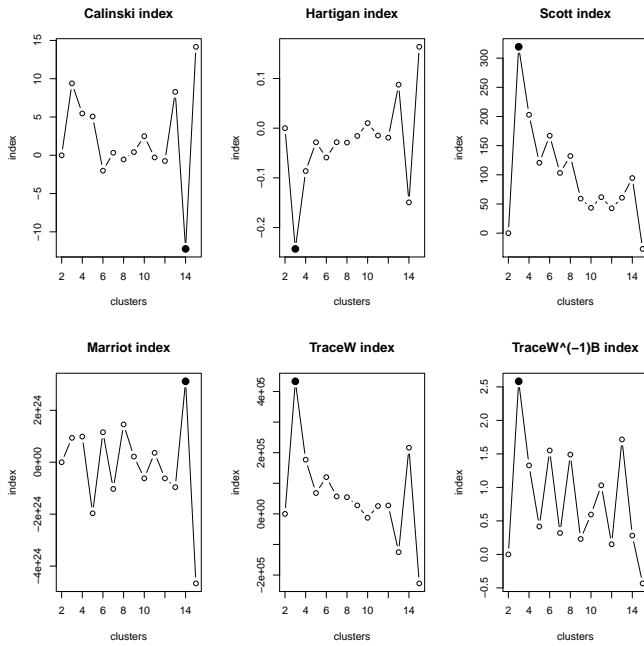 Calinski index
index
15
10
5
0
−5
−10
2 4 6 8 10 14
clusters
Hartigan index
index
0.1
0.0
−0.1
−0.2
2 4 6 8 10 14
clusters
Scott index
index
300
250
200
150
100
50
0
2 4 6 8 10 14
clusters
Marriot index
index
2e+24
0e+00
−2e+24
−4e+24
2 4 6 8 10 14
clusters
TraceW index
index
4e+05
2e+05
0e+00
−2e+05
2 4 6 8 10 14
clusters
TraceW^(−1)B index
index
2.5
2.0
1.5
1.0
0.5
0.0
−0.5
2 4 6 8 10 14
clusters